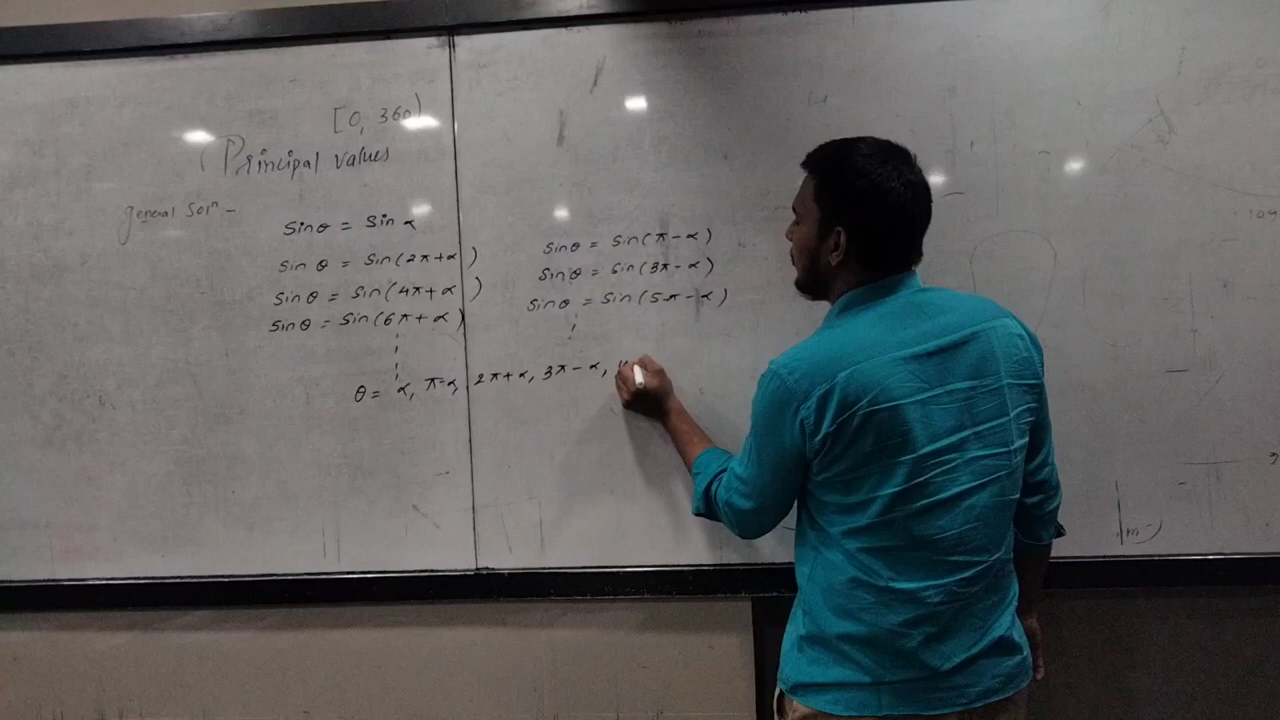 [0, 360)
Principal values
general Solⁿ -
Sinθ = Sin α
Sin θ = Sin(2π+α)
Sinθ = Sin(4π+α)
Sinθ = Sin(6π+α)
Sinθ = Sin(π-α)
Sinθ = Sin(3π-α)
Sinθ = Sin(5π-α)
θ = α, π-α, 2π+α, 3π-α,